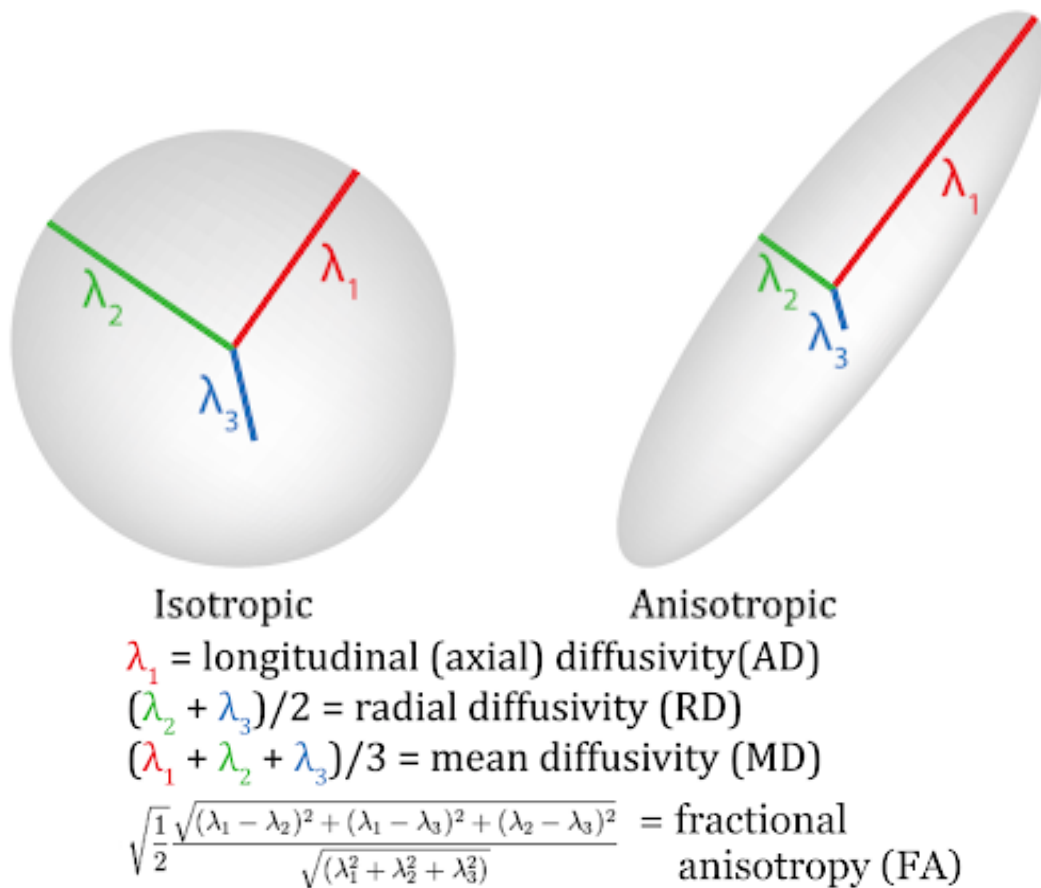 λ₁
λ₂
λ₃
λ₁
λ₂
λ₃
Isotropic
Anisotropic
λ₁ = longitudinal (axial) diffusivity(AD)
(λ₂ + λ₃)/2 = radial diffusivity (RD)
(λ₁ + λ₂ + λ₃)/3 = mean diffusivity (MD)
√(1/2) √((λ₁ − λ₂)² + (λ₁ − λ₃)² + (λ₂ − λ₃)²) / √((λ₁² + λ₂² + λ₃²)) = fractional
anisotropy (FA)